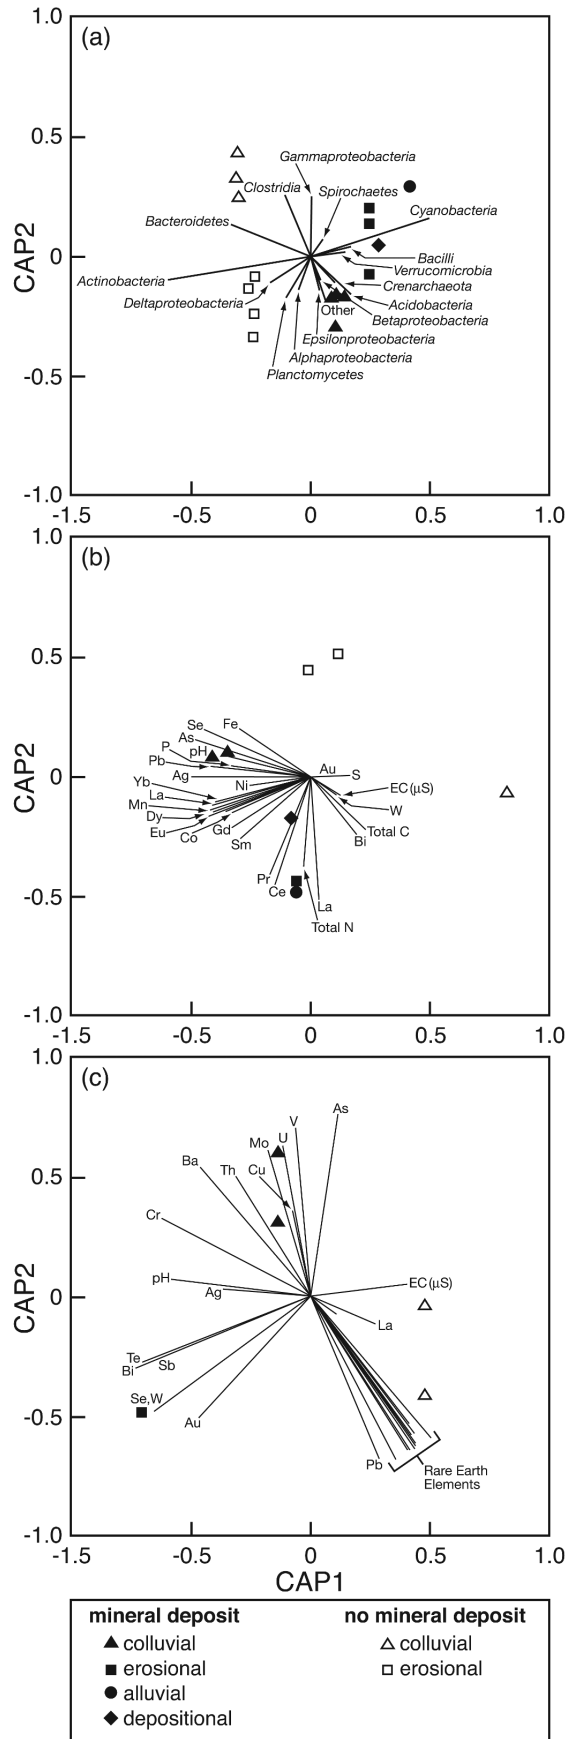 1.0
(a)
0.5
Gammaproteobacteria
Clostridia
Spirochaetes
Cyanobacteria
Bacteroidetes
CAP2
0
Bacilli
Verrucomicrobia
Actinobacteria
Crenarchaeota
Deltaproteobacteria
Acidobacteria
Other
Betaproteobacteria
Epsilonproteobacteria
Alphaproteobacteria
Planctomycetes
-0.5
-1.0
-1.5 -0.5 0 0.5 1.0
(b)
0.5
Se Fe
As
P pH
Pb
CAP2
Ag
0
Au S
Yb Ni
EC (µS)
La
Mn
W
Dy
Eu Co Gd
Total C
Sm
Bi
Pr
Ce
-0.5
La
Total N
-1.0
-1.5 -0.5 0 0.5 1.0
1.0
(c)
As
V
U
Mo
Ba
Th Cu
0.5
Cr
pH
EC (µS)
Ag
CAP2
0
La
Te
Bi Sb
Se,W
Au
-0.5
Pb
Rare Earth
Elements
-1.0
-1.5 -0.5 0 0.5 1.0
CAP1
mineral deposit
colluvial
erosional
alluvial
depositional
no mineral deposit
colluvial
erosional